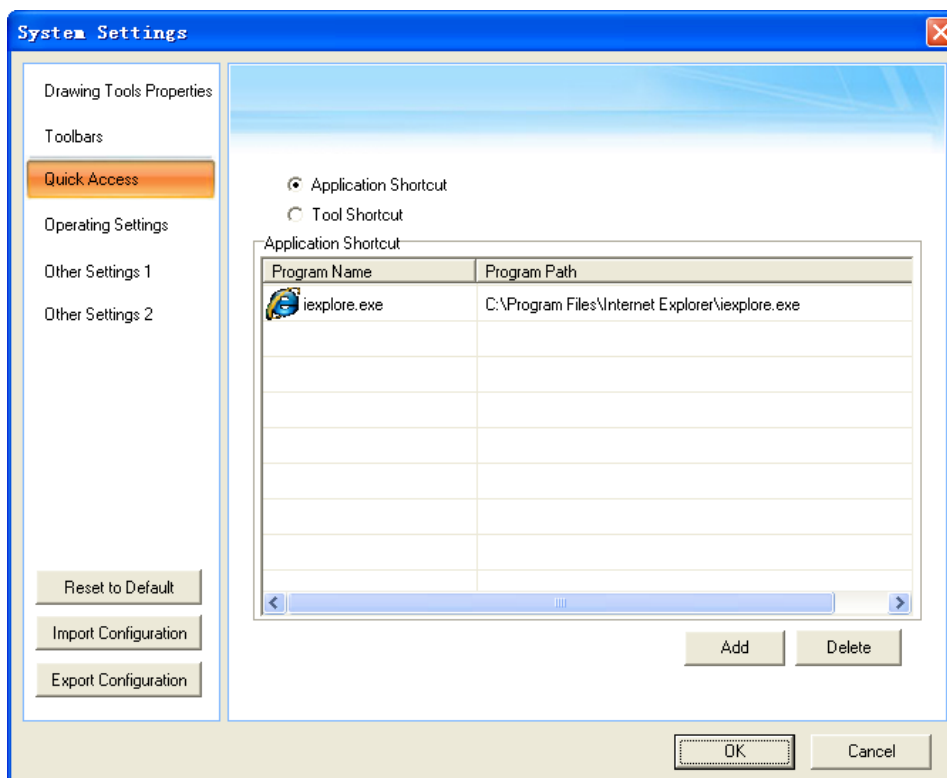 System Settings
Drawing Tools Properties
Toolbars
Quick Access
Operating Settings
Other Settings 1
Other Settings 2
Reset to Default
Import Configuration
Export Configuration
Application Shortcut
Tool Shortcut
Application Shortcut
Program Name Program Path
iexplore.exe C:\Program Files\Internet Explorer\iexplore.exe
Add Delete
OK Cancel